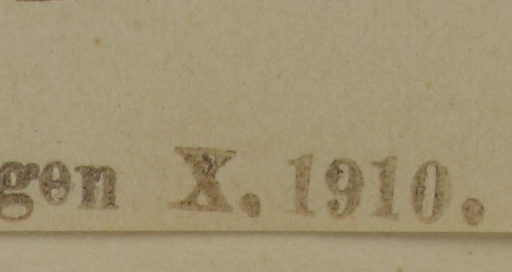 gen X. 1910.